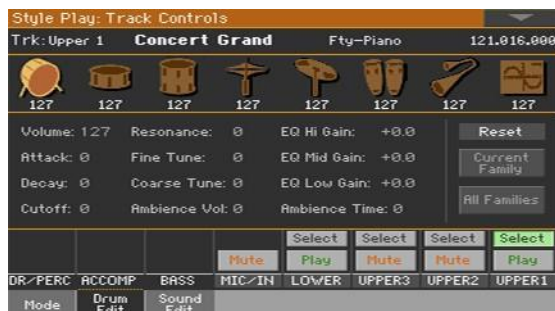 Style Play: Track Controls
Trk: Upper 1 Concert Grand Fty-Piano 121.016.000
127 127 127 127 127 127 127 127
Volume: 127 Resonance: 0 EQ Hi Gain: +0.0 Reset
Attack: 0 Fine Tune: 0 EQ Mid Gain: +0.0 Current Family
Decay: 0 Coarse Tune: 0 EQ Low Gain: +0.0 All Families
Cutoff: 0 Ambience Vol: 0 Ambience Time: 0
Select Select Select Select
Mute Play Mute Mute Play
DR/PERC ACCOMP BASS MIC/IN LOWER UPPER3 UPPER2 UPPER1
Mode Drum Edit Sound Edit